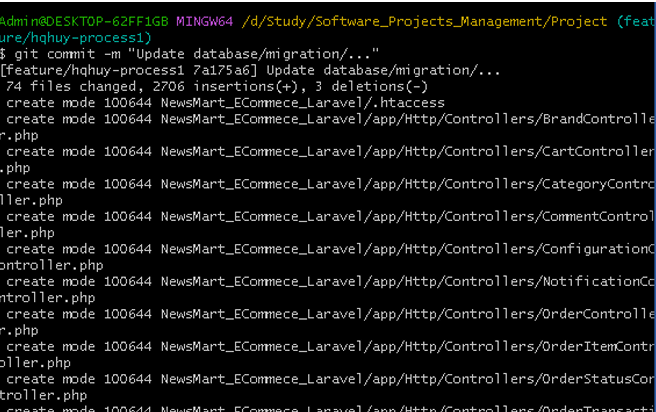 Admin@DESKTOP-62FF1GB MINGW64 /d/Study/Software_Projects_Management/Project (feat
ure/hqhuy-process1)
$ git commit -m "Update database/migration/..."
[feature/hqhuy-process1 7a175a6] Update database/migration/...
 74 files changed, 2706 insertions(+), 3 deletions(-)
 create mode 100644 NewsMart_ECommece_Laravel/.htaccess
 create mode 100644 NewsMart_ECommece_Laravel/app/Http/Controllers/BrandControlle
r.php
 create mode 100644 NewsMart_ECommece_Laravel/app/Http/Controllers/CartController
.php
 create mode 100644 NewsMart_ECommece_Laravel/app/Http/Controllers/CategoryContro
ller.php
 create mode 100644 NewsMart_ECommece_Laravel/app/Http/Controllers/CommentControl
ler.php
 create mode 100644 NewsMart_ECommece_Laravel/app/Http/Controllers/ConfigurationC
ontroller.php
 create mode 100644 NewsMart_ECommece_Laravel/app/Http/Controllers/NotificationCo
ntroller.php
 create mode 100644 NewsMart_ECommece_Laravel/app/Http/Controllers/OrderControlle
r.php
 create mode 100644 NewsMart_ECommece_Laravel/app/Http/Controllers/OrderItemContr
oller.php
 create mode 100644 NewsMart_ECommece_Laravel/app/Http/Controllers/OrderStatusCon
troller.php
 create mode 100644 NewsMart_ECommece_Laravel/app/Http/Controllers/OrderTransacti